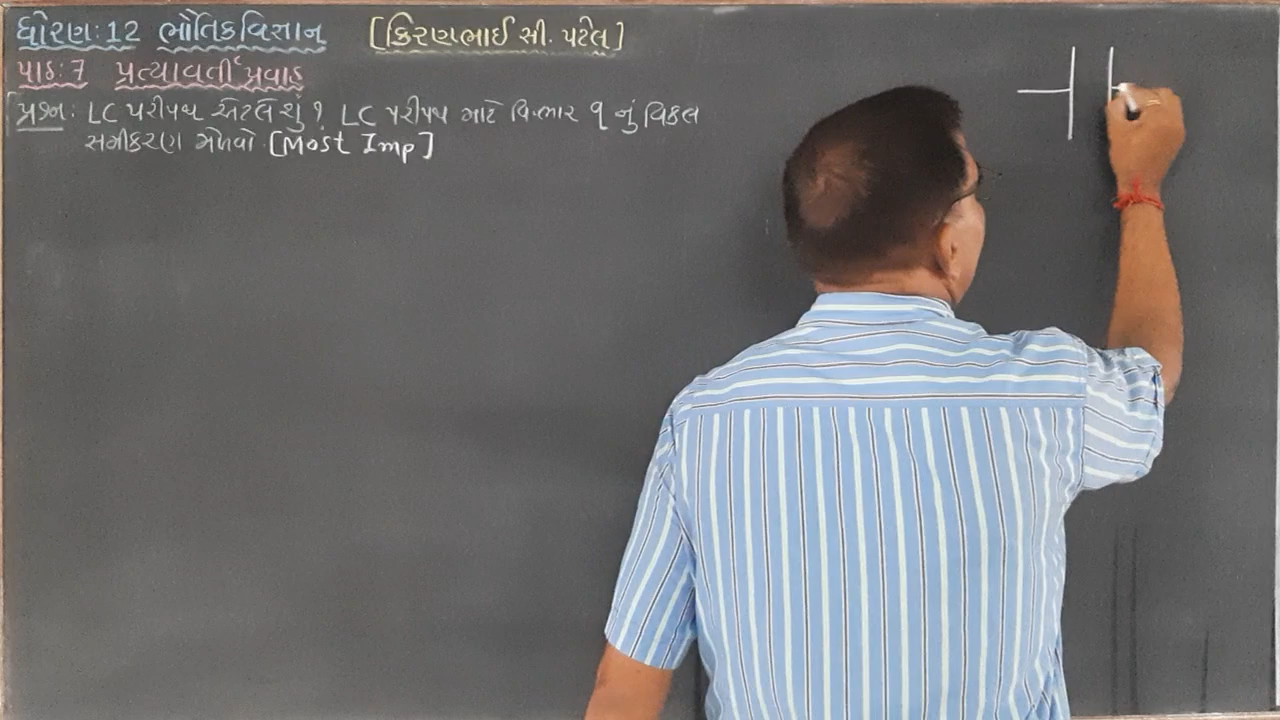 ધોરણ:12 ભૌતિકવિજ્ઞાન [કિરણભાઈ સી. પટેલ]
પાઠ:7 પ્રત્યાવર્તી પ્રવાહ
પ્રશ્ન: LC પરીપથ એટલે શું? LC પરીપથ માટે વિ.ભાર q નું વિકલ
સમીકરણ મેળવો. [Most Imp]